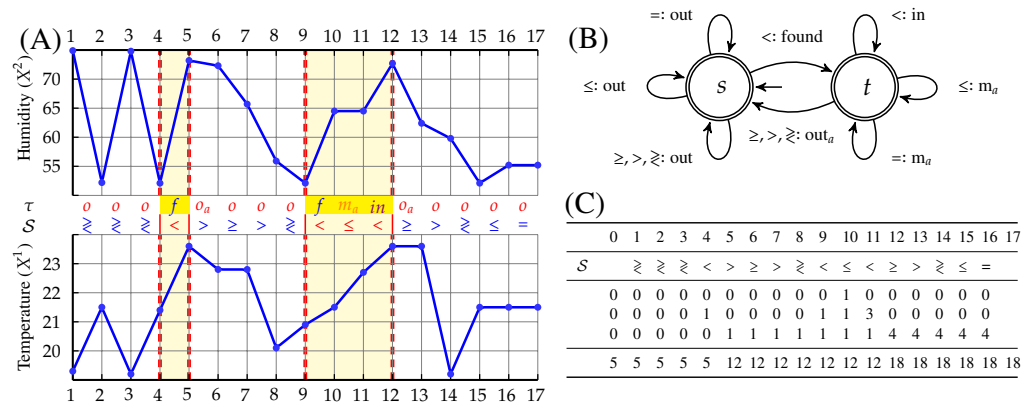 (A)
1 2 3 4 5 6 7 8 9 10 11 12 13 14 15 16 17
Humidity (X²)
70
65
60
55
τ o o o f oₐ o o o f mₐ in oₐ o o o o
S ≷ ≷ ≷ < > ≥ > ≷ < ≤ < ≥ > ≷ ≤ =
Temperature (X¹)
23
22
21
20
1 2 3 4 5 6 7 8 9 10 11 12 13 14 15 16 17
(B)
=: out
<: in
<: found
≤: out
s
t
≤: mₐ
≥, >, ≷: out
≥, >, ≷: outₐ
=: mₐ
(C)
0 1 2 3 4 5 6 7 8 9 10 11 12 13 14 15 16 17
S ≷ ≷ ≷ < > ≥ > ≷ < ≤ < ≥ > ≷ ≤ =
0 0 0 0 0 0 0 0 0 0 1 0 0 0 0 0 0
0 0 0 0 1 0 0 0 0 1 1 3 0 0 0 0 0
0 0 0 0 0 1 1 1 1 1 1 1 4 4 4 4 4
5 5 5 5 5 12 12 12 12 12 12 12 18 18 18 18 18 18